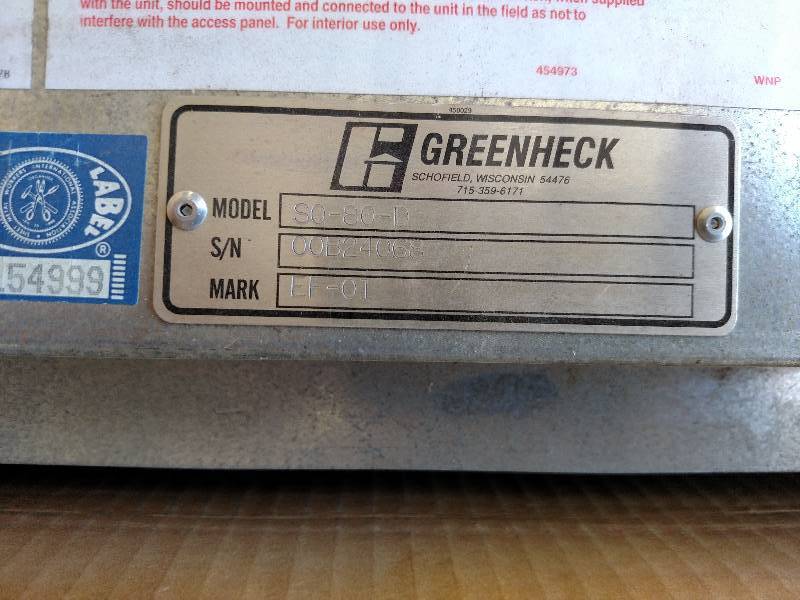 with the unit, should be mounted and connected to the unit in the field as not to
interfere with the access panel. For interior use only.
454973
WNP
450029
GREENHECK
SCHOFIELD, WISCONSIN 54476
715-359-6171
MODEL SQ-80-D
S/N 00B24068
MARK EF-01
LABEL®
154999